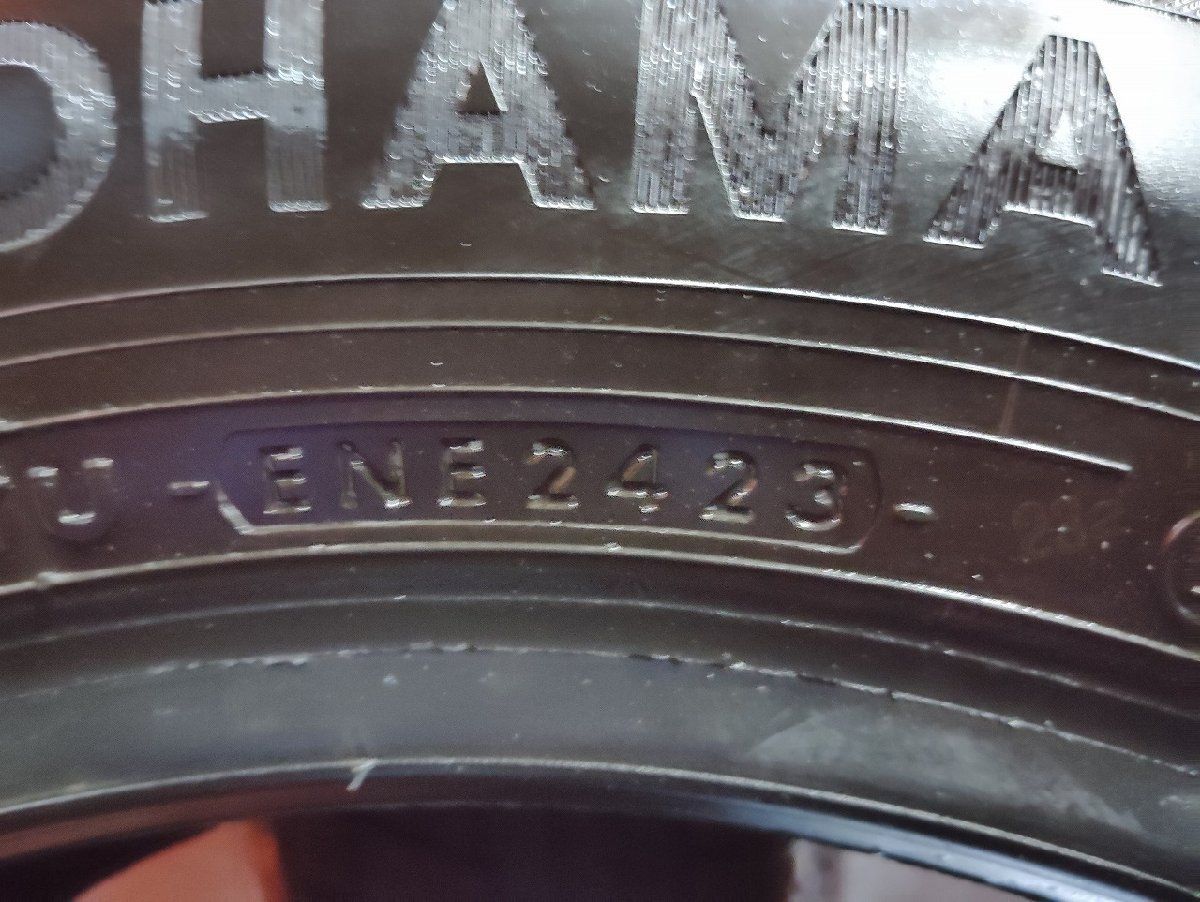 OHAMA
U - ENE2423 -